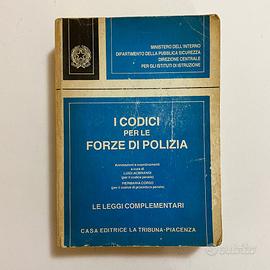 MINISTERO DELL'INTERNO
DIPARTIMENTO DELLA PUBBLICA SICUREZZA
DIREZIONE CENTRALE
PER GLI ISTITUTI DI ISTRUZIONE
I CODICI
PER LE
FORZE DI POLIZIA
Annotazioni e coordinamenti
a cura di
LUIGI ALIBRANDI
(per il codice penale)
PIERMARIA CORSO
(per il codice di procedura penale)
LE LEGGI COMPLEMENTARI
CASA EDITRICE LA TRIBUNA-PIACENZA
subito